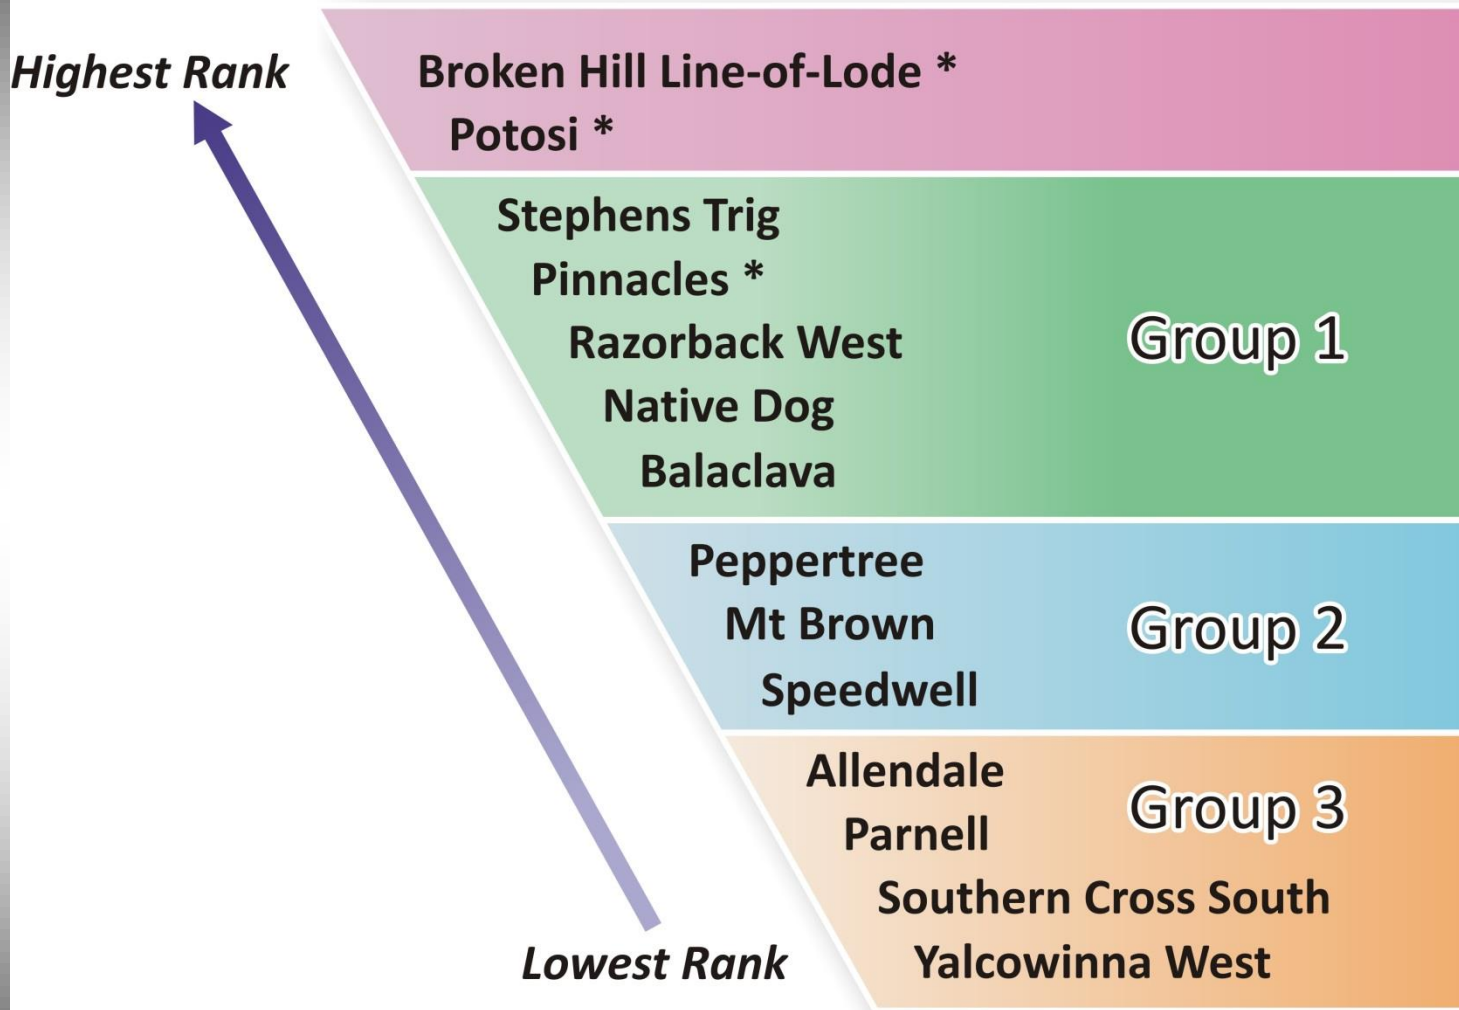 Highest Rank
Broken Hill Line-of-Lode *
Potosi *
Stephens Trig
Pinnacles *
Razorback West
Native Dog
Balaclava
Group 1
Peppertree
Mt Brown
Speedwell
Group 2
Allendale
Parnell
Southern Cross South
Yalcowinna West
Group 3
Lowest Rank